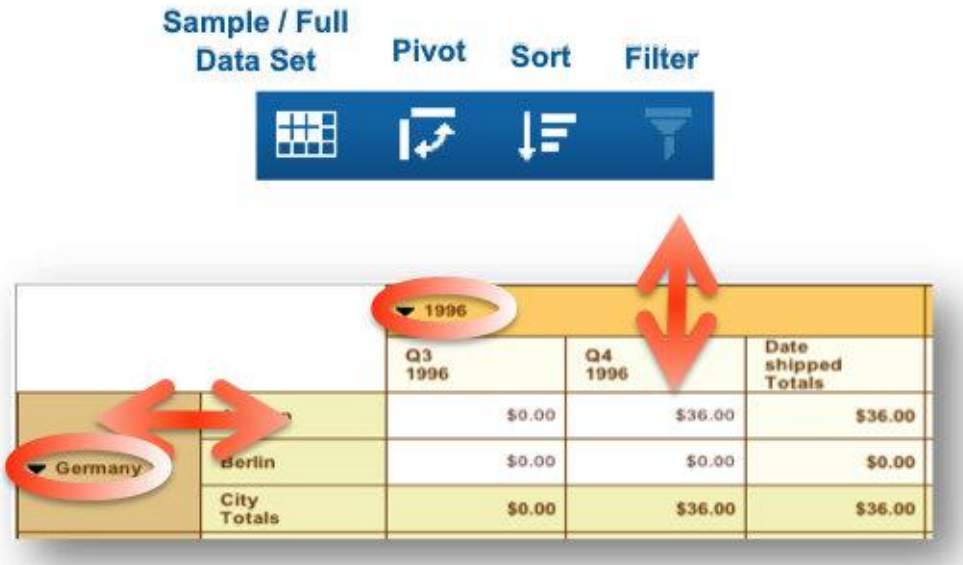 Sample / Full
Data Set
Pivot
Sort
Filter
1996
Q3
1996
Q4
1996
Date
shipped
Totals
$0.00
$36.00
$36.00
Germany
Berlin
$0.00
$0.00
$0.00
City
Totals
$0.00
$36.00
$36.00